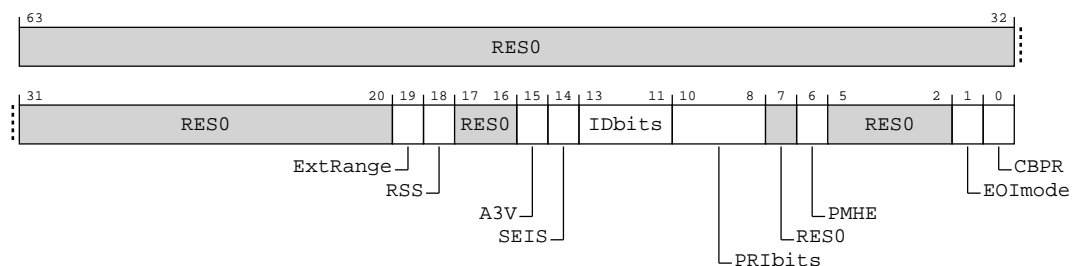 63 32
RES0
31 20 19 18 17 16 15 14 13 11 10 8 7 6 5 2 1 0
RES0 RES0 IDbits RES0
ExtRange CBPR
RSS EOImode
A3V PMHE
SEIS RES0
PRIbits